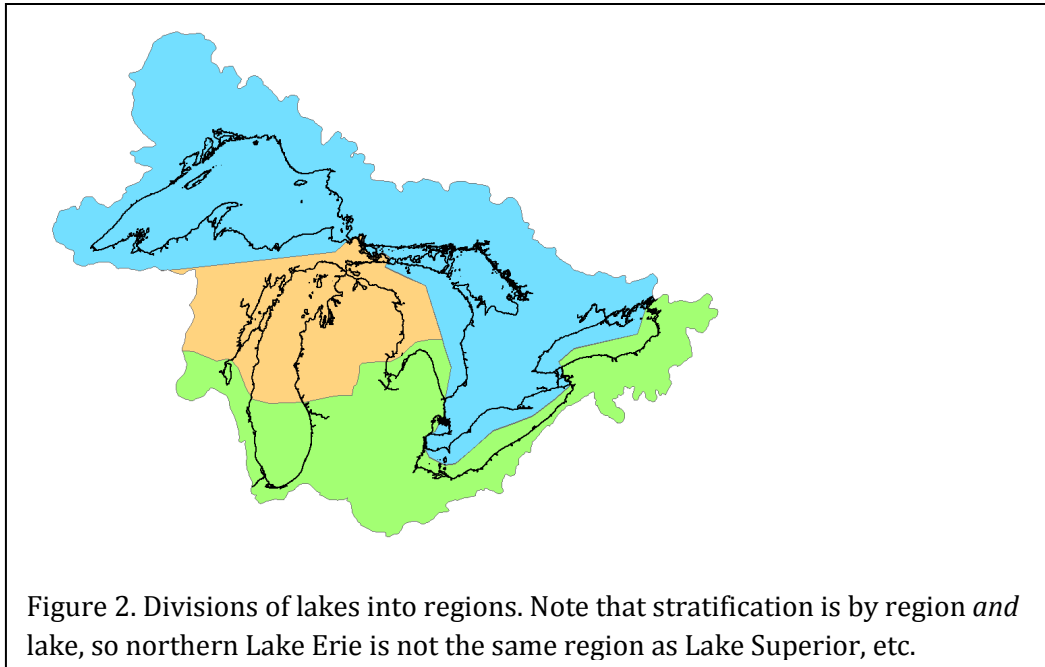 Figure 2. Divisions of lakes into regions. Note that stratification is by region and
lake, so northern Lake Erie is not the same region as Lake Superior, etc.